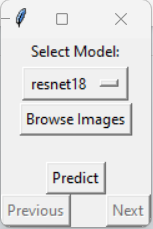 Select Model:
resnet18
Browse Images
Predict
Previous Next